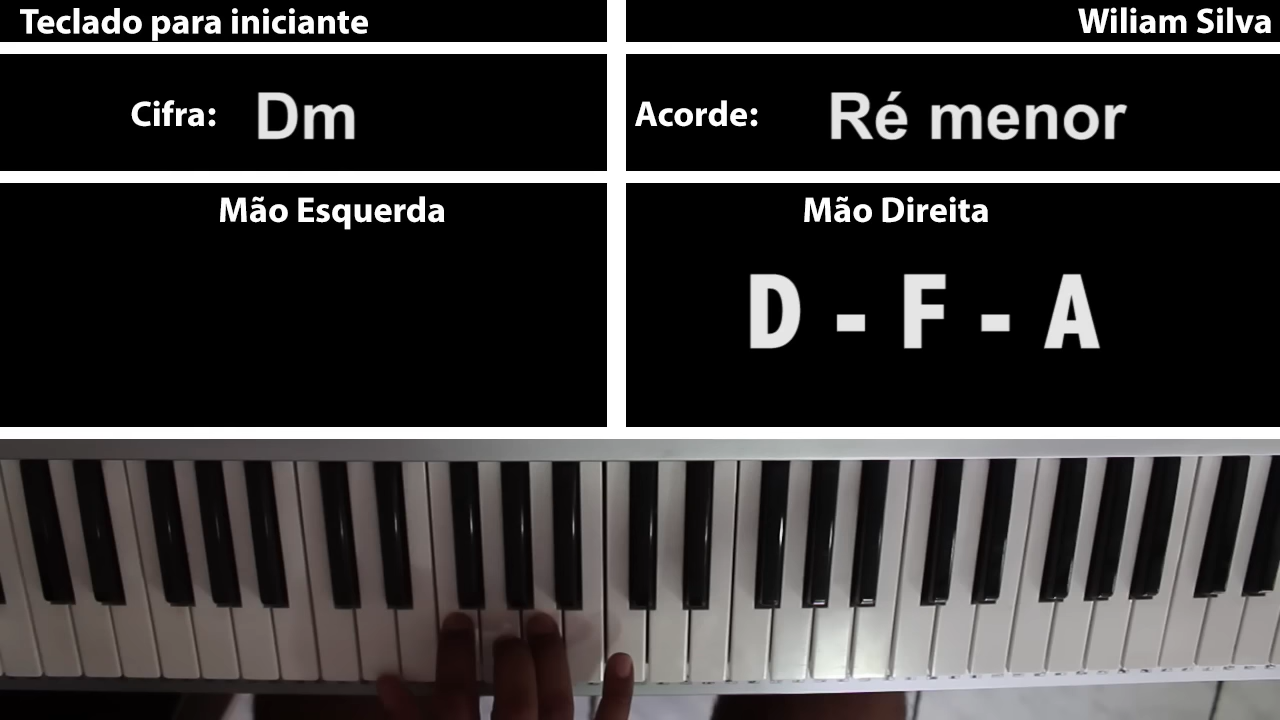 Teclado para iniciante
Wiliam Silva
Cifra: Dm
Acorde: Ré menor
Mão Esquerda
Mão Direita
D - F - A